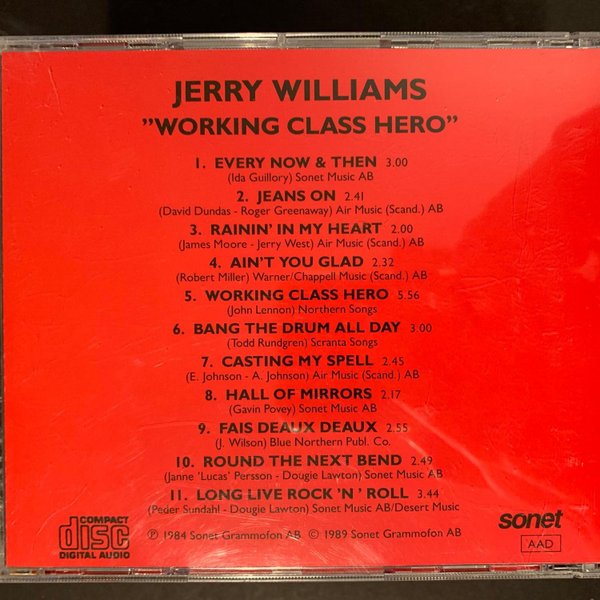 JERRY WILLIAMS
”WORKING CLASS HERO”
1. EVERY NOW & THEN 3.00
(Ida Guillory) Sonet Music AB
2. JEANS ON 2.41
(David Dundas - Roger Greenaway) Air Music (Scand.) AB
3. RAININ' IN MY HEART 2.00
(James Moore - Jerry West) Air Music (Scand.) AB
4. AIN'T YOU GLAD 2.32
(Robert Miller) Warner/Chappell Music (Scand.) AB
5. WORKING CLASS HERO 5.56
(John Lennon) Northern Songs
6. BANG THE DRUM ALL DAY 3.00
(Todd Rundgren) Scranta Songs
7. CASTING MY SPELL 2.45
(E. Johnson - A. Johnson) Air Music (Scand.) AB
8. HALL OF MIRRORS 2.17
(Gavin Povey) Sonet Music AB
9. FAIS DEAUX DEAUX 2.55
(J. Wilson) Blue Northern Publ. Co.
10. ROUND THE NEXT BEND 2.49
(Janne 'Lucas' Persson - Dougie Lawton) Sonet Music AB
11. LONG LIVE ROCK 'N' ROLL 3.44
(Peder Sundahl - Dougie Lawton) Sonet Music AB/Desert Music
COMPACT
disc
DIGITAL AUDIO
℗ 1984 Sonet Grammofon AB © 1989 Sonet Grammofon AB
sonet
AAD